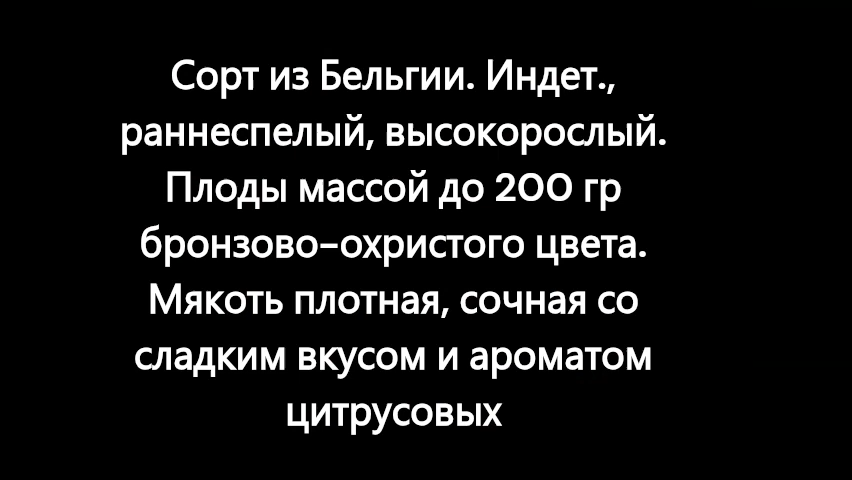 Сорт из Бельгии. Индет.,
раннеспелый, высокорослый.
Плоды массой до 200 гр
бронзово-охристого цвета.
Мякоть плотная, сочная со
сладким вкусом и ароматом
цитрусовых